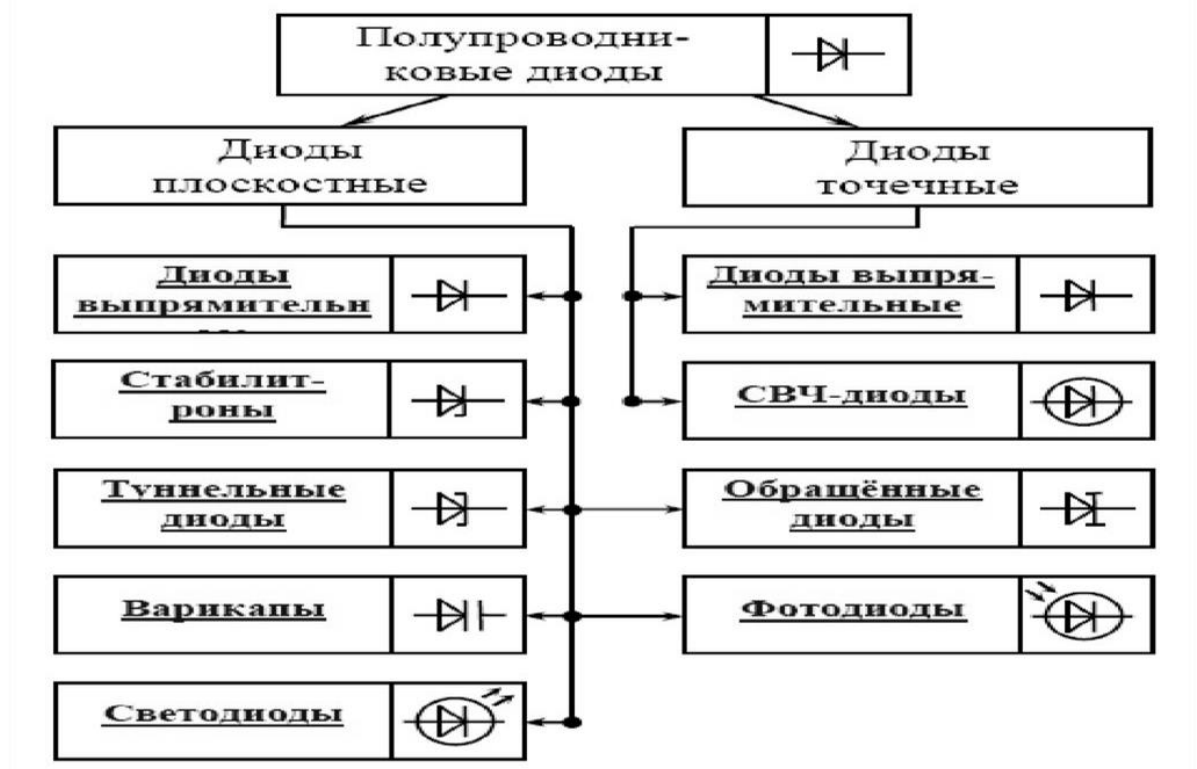 Полупроводни-
ковые диоды
Диоды
плоскостные
Диоды
точечные
Диоды
выпрямительн
Диоды выпря-
мительные
Стабилит-
роны
СВЧ-диоды
Туннельные
диоды
Обращённые
диоды
Варикапы
Фотодиоды
Светодиоды